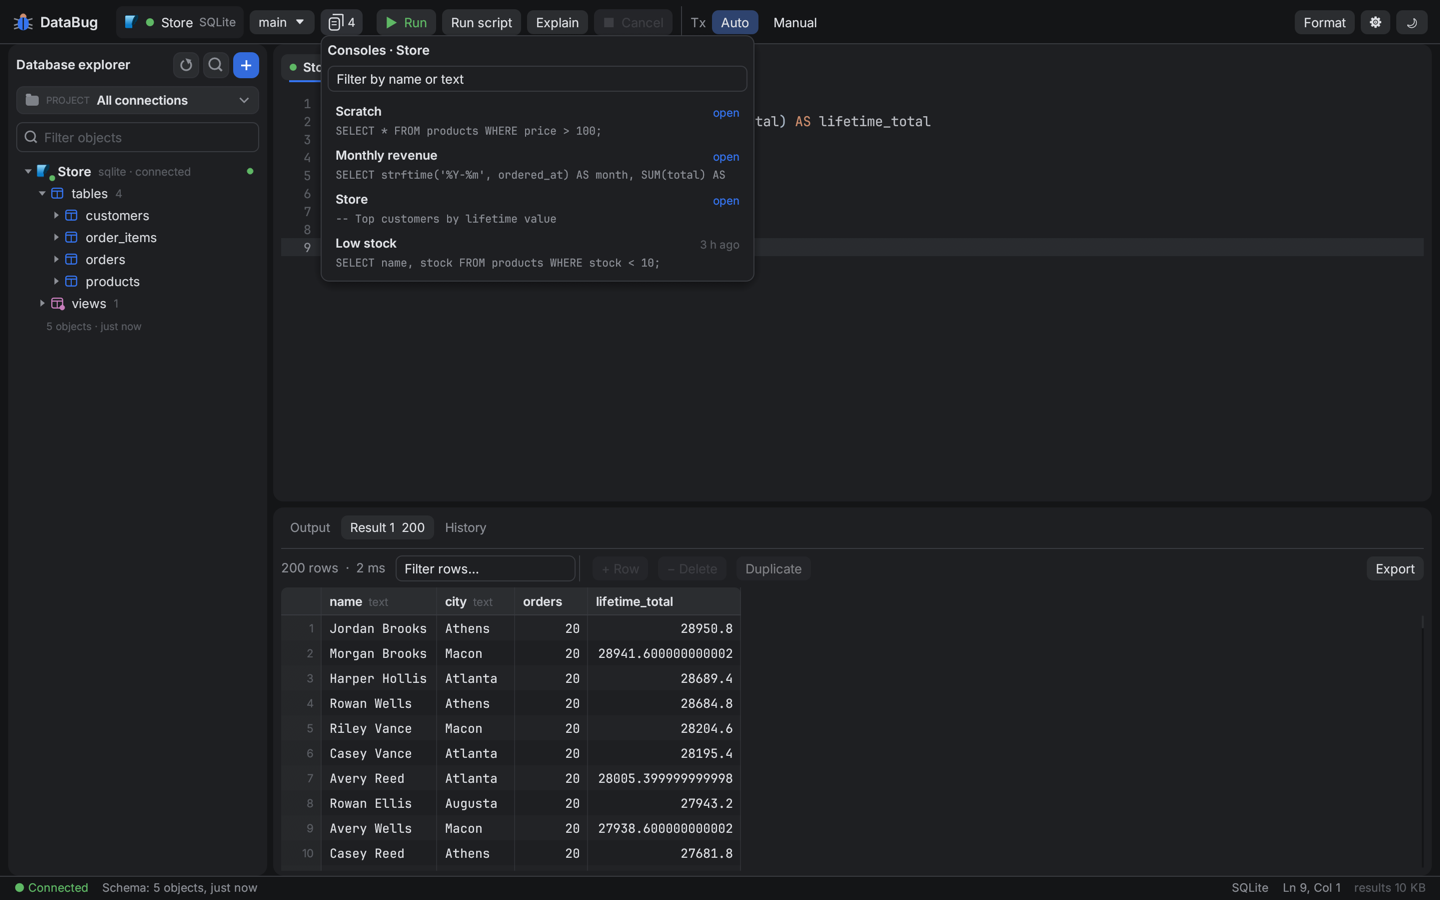 DataBug
Store SQLite
main
4
Run
Run script
Explain
Cancel
Tx
Auto
Manual
Format
Database explorer
PROJECT All connections
Filter objects
Store sqlite · connected
tables 4
customers
order_items
orders
products
views 1
5 objects · just now
Consoles · Store
Filter by name or text
Scratch open
SELECT * FROM products WHERE price > 100;
Monthly revenue open
SELECT strftime('%Y-%m', ordered_at) AS month, SUM(total) AS
Store open
-- Top customers by lifetime value
Low stock 3 h ago
SELECT name, stock FROM products WHERE stock < 10;
1
2 tal) AS lifetime_total
3
4
5
6
7
8
9
Output
Result 1 200
History
200 rows · 2 ms
Filter rows...
+ Row
− Delete
Duplicate
Export
name text city text orders lifetime_total
1 Jordan Brooks Athens 20 28950.8
2 Morgan Brooks Macon 20 28941.600000000002
3 Harper Hollis Atlanta 20 28689.4
4 Rowan Wells Athens 20 28684.8
5 Riley Vance Macon 20 28204.6
6 Casey Vance Atlanta 20 28195.4
7 Avery Reed Atlanta 20 28005.399999999998
8 Rowan Ellis Augusta 20 27943.2
9 Avery Wells Macon 20 27938.600000000002
10 Casey Reed Athens 20 27681.8
Connected
Schema: 5 objects, just now
SQLite
Ln 9, Col 1
results 10 KB